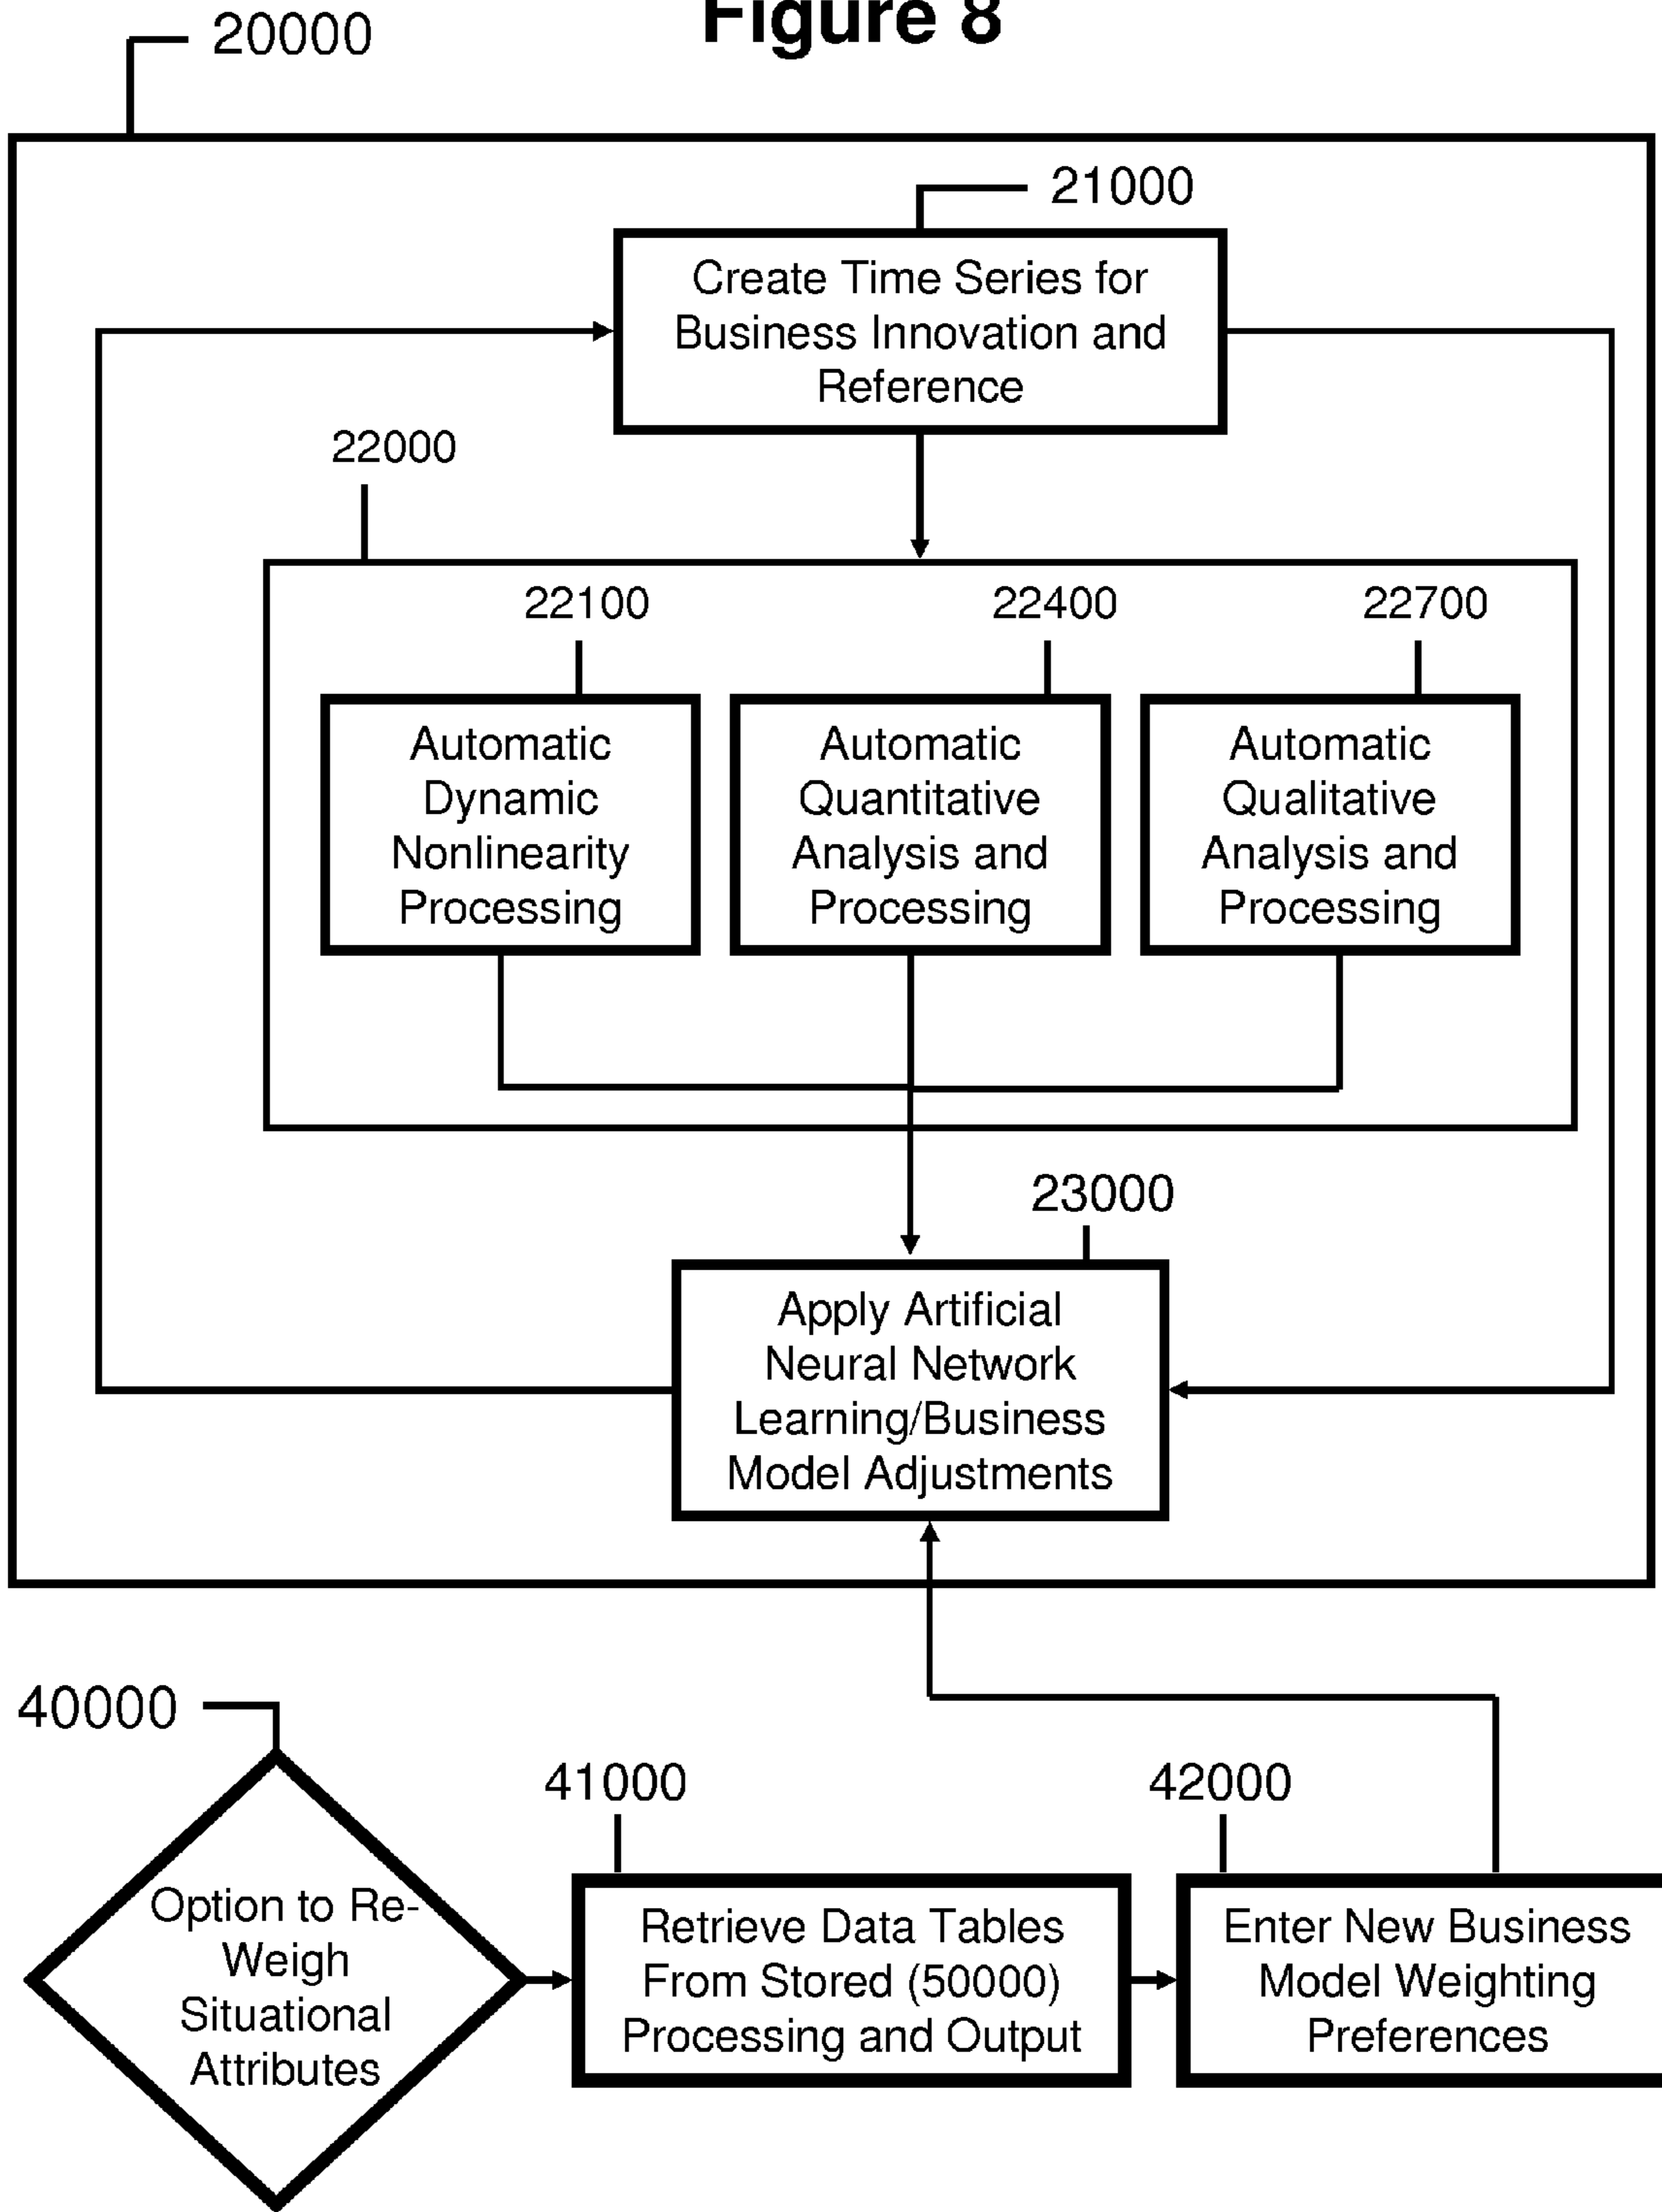 Figure 8
20000
21000
Create Time Series for
Business Innovation and
Reference
22000
22100
22400
22700
Automatic
Dynamic
Nonlinearity
Processing
Automatic
Quantitative
Analysis and
Processing
Automatic
Qualitative
Analysis and
Processing
23000
Apply Artificial
Neural Network
Learning/Business
Model Adjustments
40000
41000
42000
Option to Re-
Weigh
Situational
Attributes
Retrieve Data Tables
From Stored (50000)
Processing and Output
Enter New Business
Model Weighting
Preferences